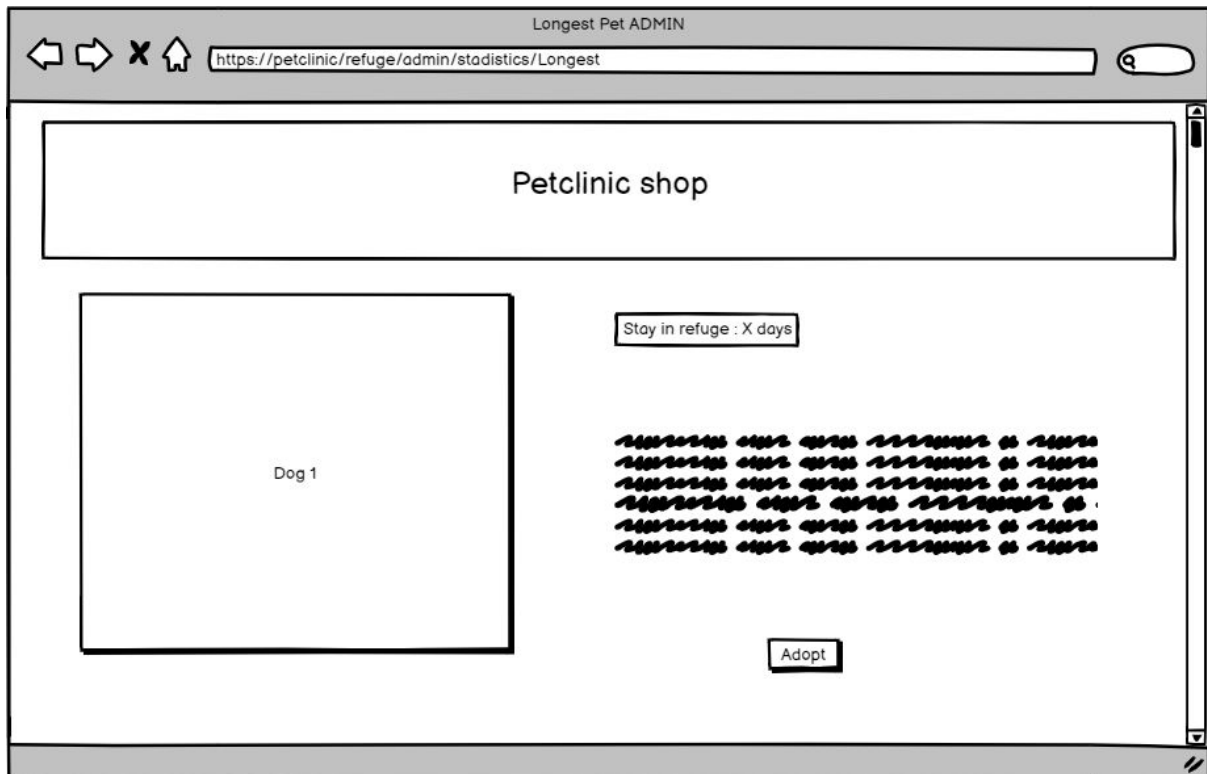 Longest Pet ADMIN
https://petclinic/refuge/admin/stadistics/Longest
Petclinic shop
Stay in refuge : X days
Dog 1
Adopt